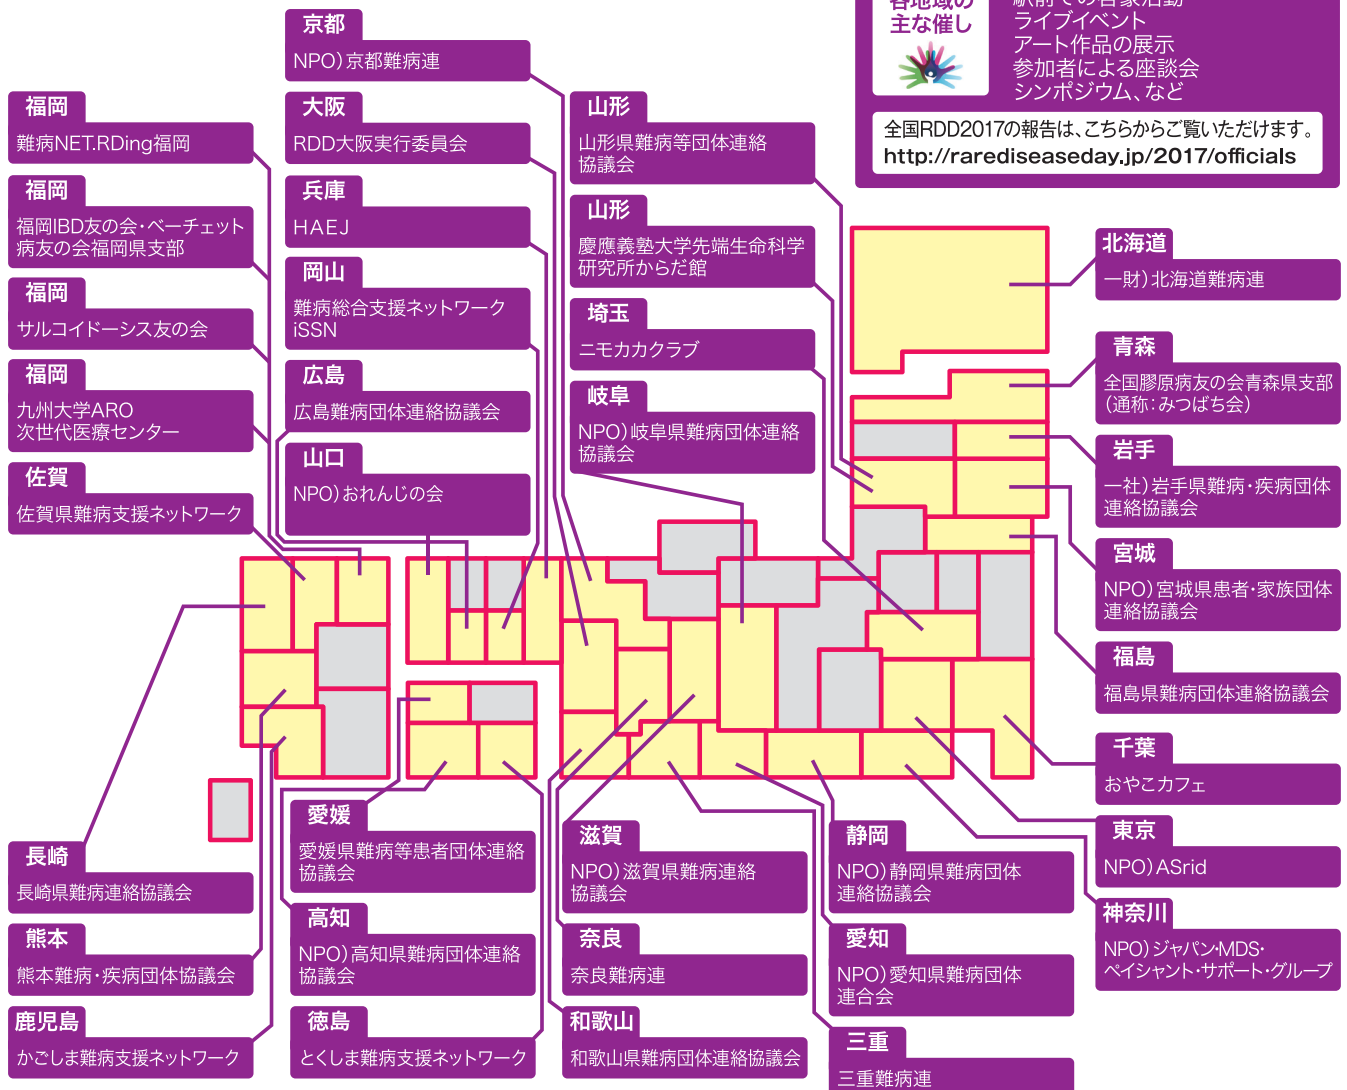 各地域の
主な催し
駅前での啓蒙活動
ライブイベント
アート作品の展示
参加者による座談会
シンポジウム、など
全国RDD2017の報告は、こちらからご覧いただけます。
http://rarediseaseday.jp/2017/officials
京都
NPO)京都難病連
大阪
RDD大阪実行委員会
兵庫
HAEJ
岡山
難病総合支援ネットワーク
iSSN
広島
広島難病団体連絡協議会
山口
NPO)おれんじの会
福岡
難病NET.RDing福岡
福岡
福岡IBD友の会・ベーチェット
病友の会福岡県支部
福岡
サルコイドーシス友の会
福岡
九州大学ARO
次世代医療センター
佐賀
佐賀県難病支援ネットワーク
山形
山形県難病等団体連絡
協議会
山形
慶應義塾大学先端生命科学
研究所からだ館
埼玉
ニモカカクラブ
岐阜
NPO)岐阜県難病団体連絡
協議会
北海道
一財)北海道難病連
青森
全国膠原病友の会青森県支部
(通称:みつばち会)
岩手
一社)岩手県難病・疾病団体
連絡協議会
宮城
NPO)宮城県患者・家族団体
連絡協議会
福島
福島県難病団体連絡協議会
千葉
おやこカフェ
東京
NPO)ASrid
神奈川
NPO)ジャパン・MDS・
ペイシャント・サポート・グループ
長崎
長崎県難病連絡協議会
熊本
熊本難病・疾病団体協議会
鹿児島
かごしま難病支援ネットワーク
愛媛
愛媛県難病等患者団体連絡
協議会
高知
NPO)高知県難病団体連絡
協議会
徳島
とくしま難病支援ネットワーク
滋賀
NPO)滋賀県難病連絡
協議会
奈良
奈良難病連
和歌山
和歌山県難病団体連絡協議会
静岡
NPO)静岡県難病団体
連絡協議会
愛知
NPO)愛知県難病団体
連合会
三重
三重難病連